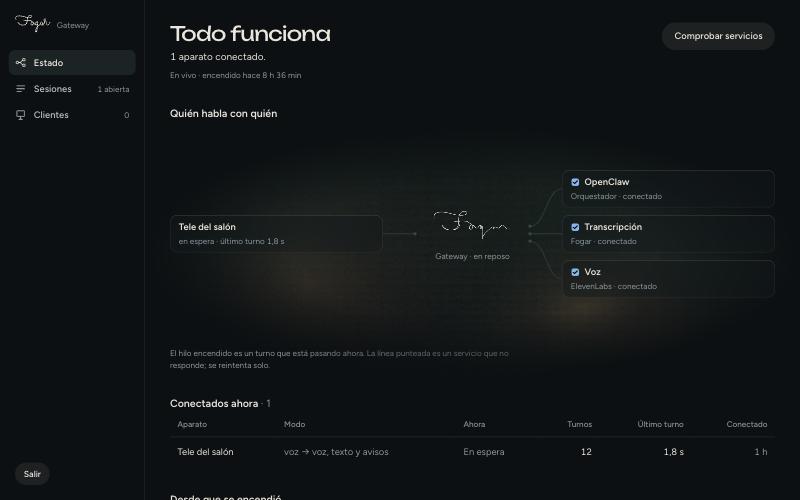 Fogar Gateway
Todo funciona
Comprobar servicios
1 aparato conectado.
En vivo · encendido hace 8 h 36 min
Estado
Sesiones 1 abierta
Clientes 0
Quién habla con quién
OpenClaw
Orquestador · conectado
Tele del salón
en espera · último turno 1,8 s
Fogar
Gateway · en reposo
Transcripción
Fogar · conectado
Voz
ElevenLabs · conectado
El hilo encendido es un turno que está pasando ahora. La línea punteada es un servicio que no
responde; se reintenta solo.
Conectados ahora · 1
Aparato Modo Ahora Turnos Último turno Conectado
Tele del salón voz → voz, texto y avisos En espera 12 1,8 s 1 h
Salir
Desde que se encendió